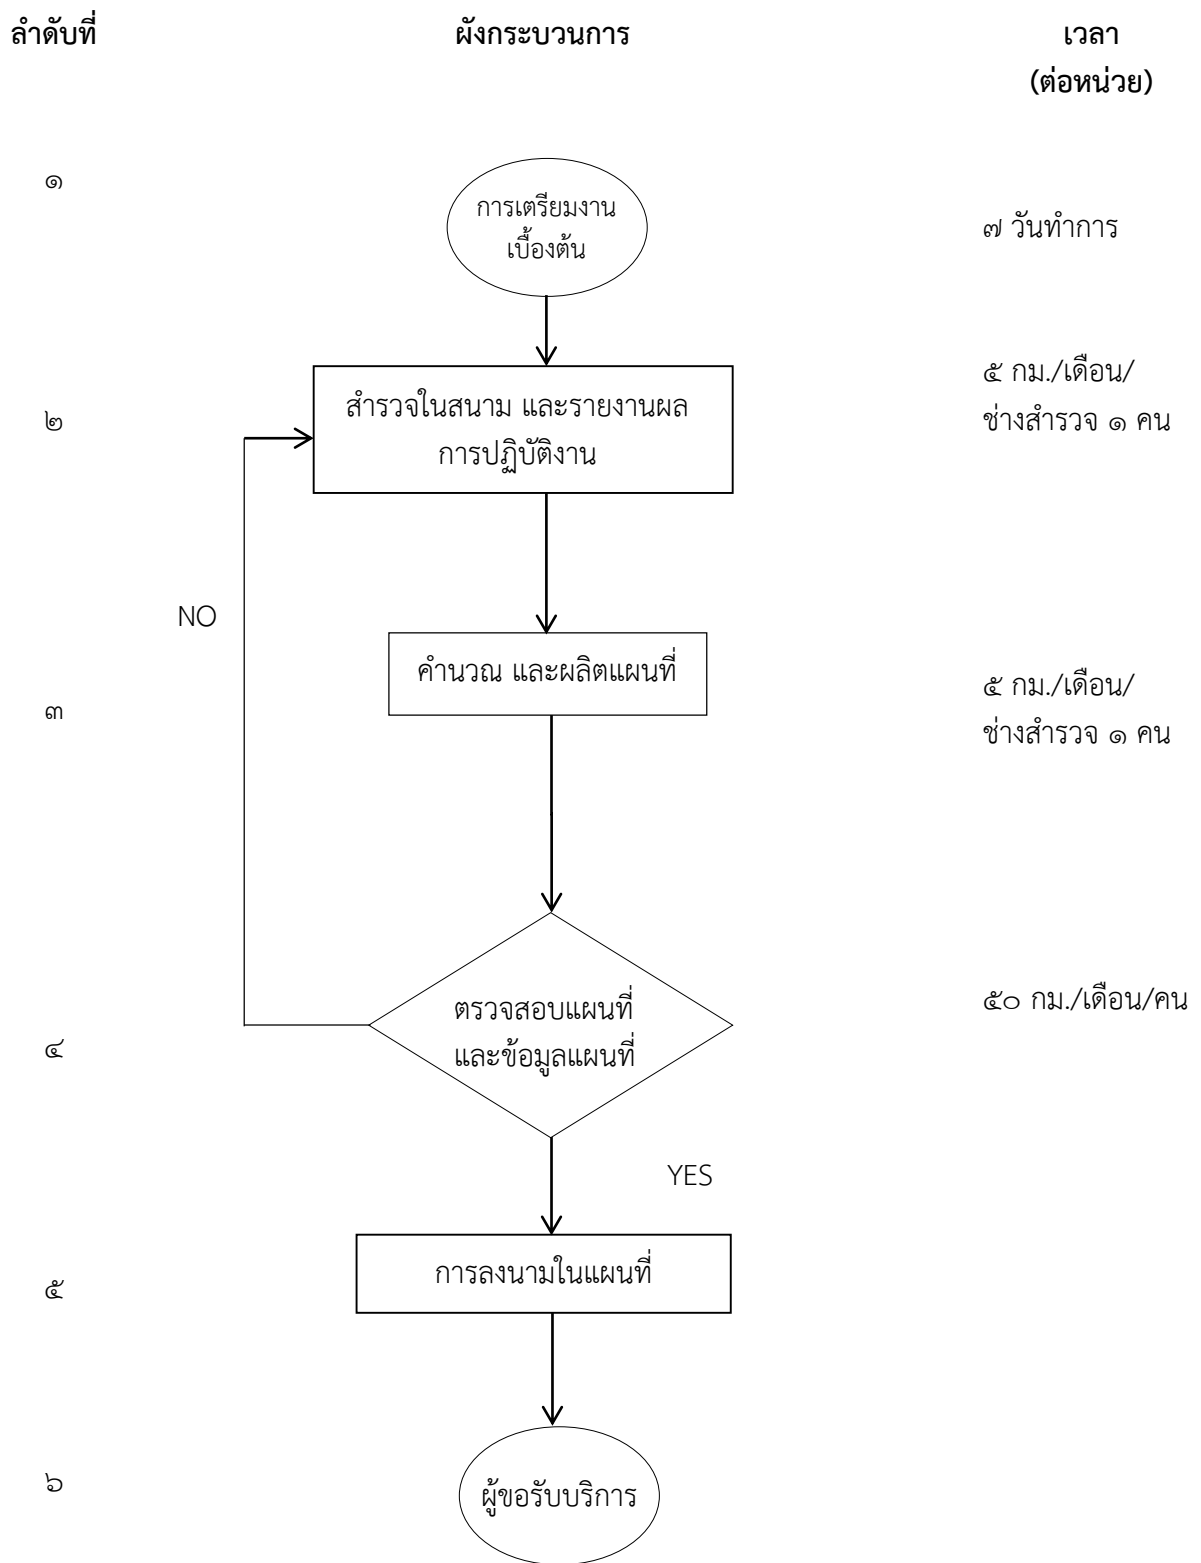 ลำดับที่
ผังกระบวนการ
เวลา
(ต่อหน่วย)
๑
การเตรียมงาน
เบื้องต้น
๗ วันทำการ
๒
สำรวจในสนาม และรายงานผล
การปฏิบัติงาน
๕ กม./เดือน/
ช่างสำรวจ ๑ คน
NO
๓
คำนวณ และผลิตแผนที่
๕ กม./เดือน/
ช่างสำรวจ ๑ คน
๔
ตรวจสอบแผนที่
และข้อมูลแผนที่
๕๐ กม./เดือน/คน
YES
๕
การลงนามในแผนที่
๖
ผู้ขอรับบริการ